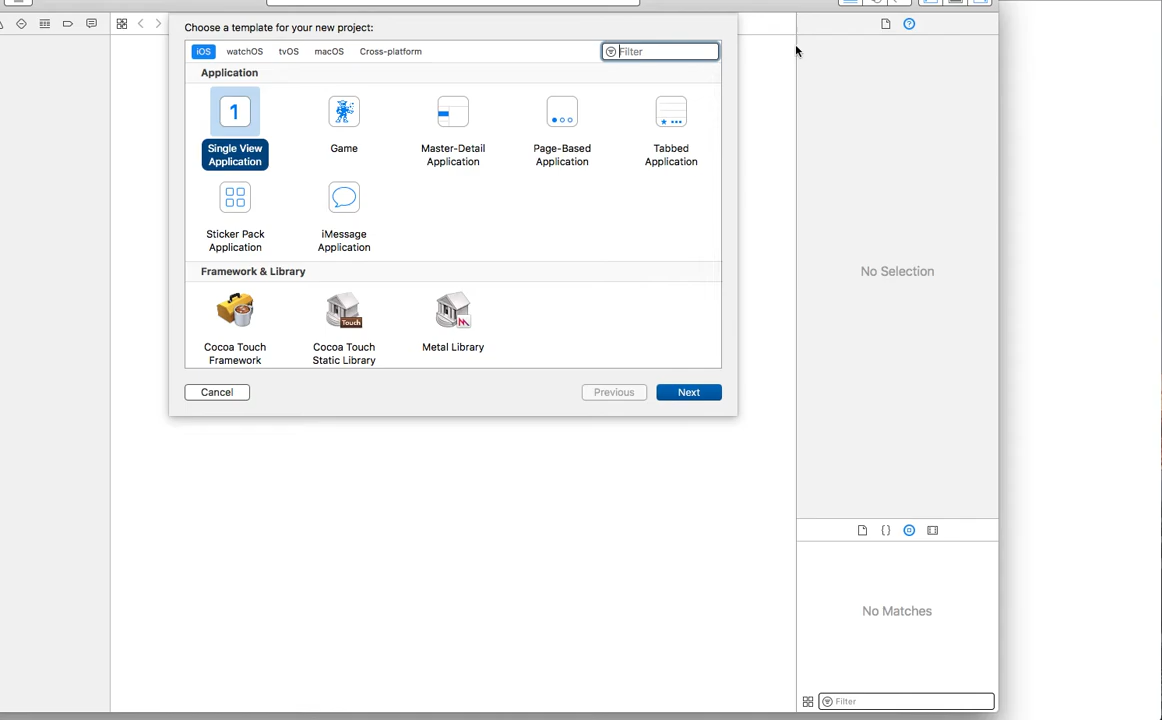 Choose a template for your new project:
iOS watchOS tvOS macOS Cross-platform Filter
Application
1
Single View Application
Game
Master-Detail Application
Page-Based Application
Tabbed Application
Sticker Pack Application
iMessage Application
Framework & Library
Touch
Cocoa Touch Framework
Cocoa Touch Static Library
Metal Library
Cancel Previous Next
No Selection
{}
No Matches
Filter